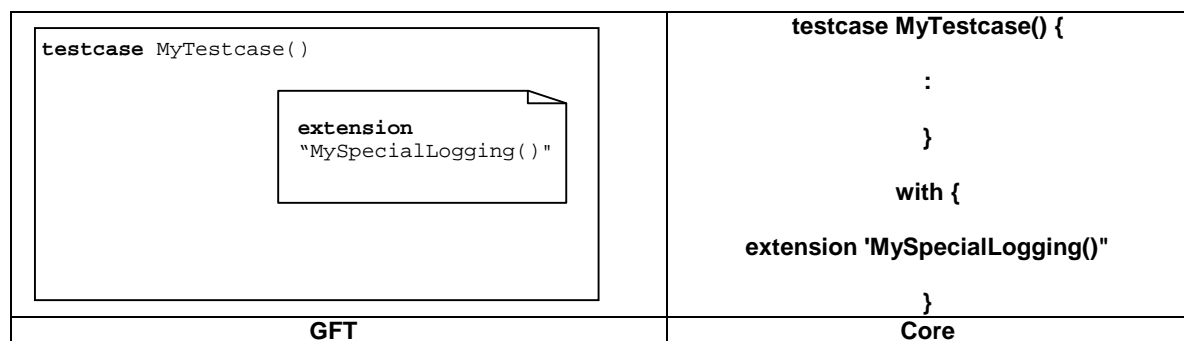 testcase MyTestcase()
extension
“MySpecialLogging()"
testcase MyTestcase() {
:
}
with {
extension 'MySpecialLogging()"
}
GFT
Core